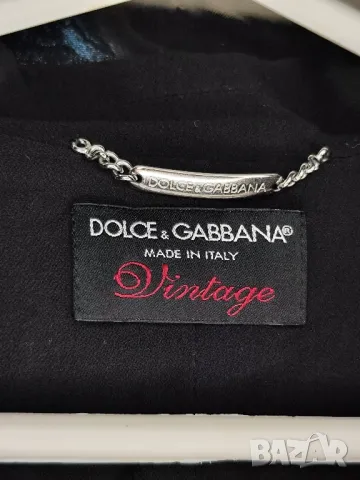 DOLCE&GABBANA
DOLCE & GABBANA®
MADE IN ITALY
Vintage
BAZAR